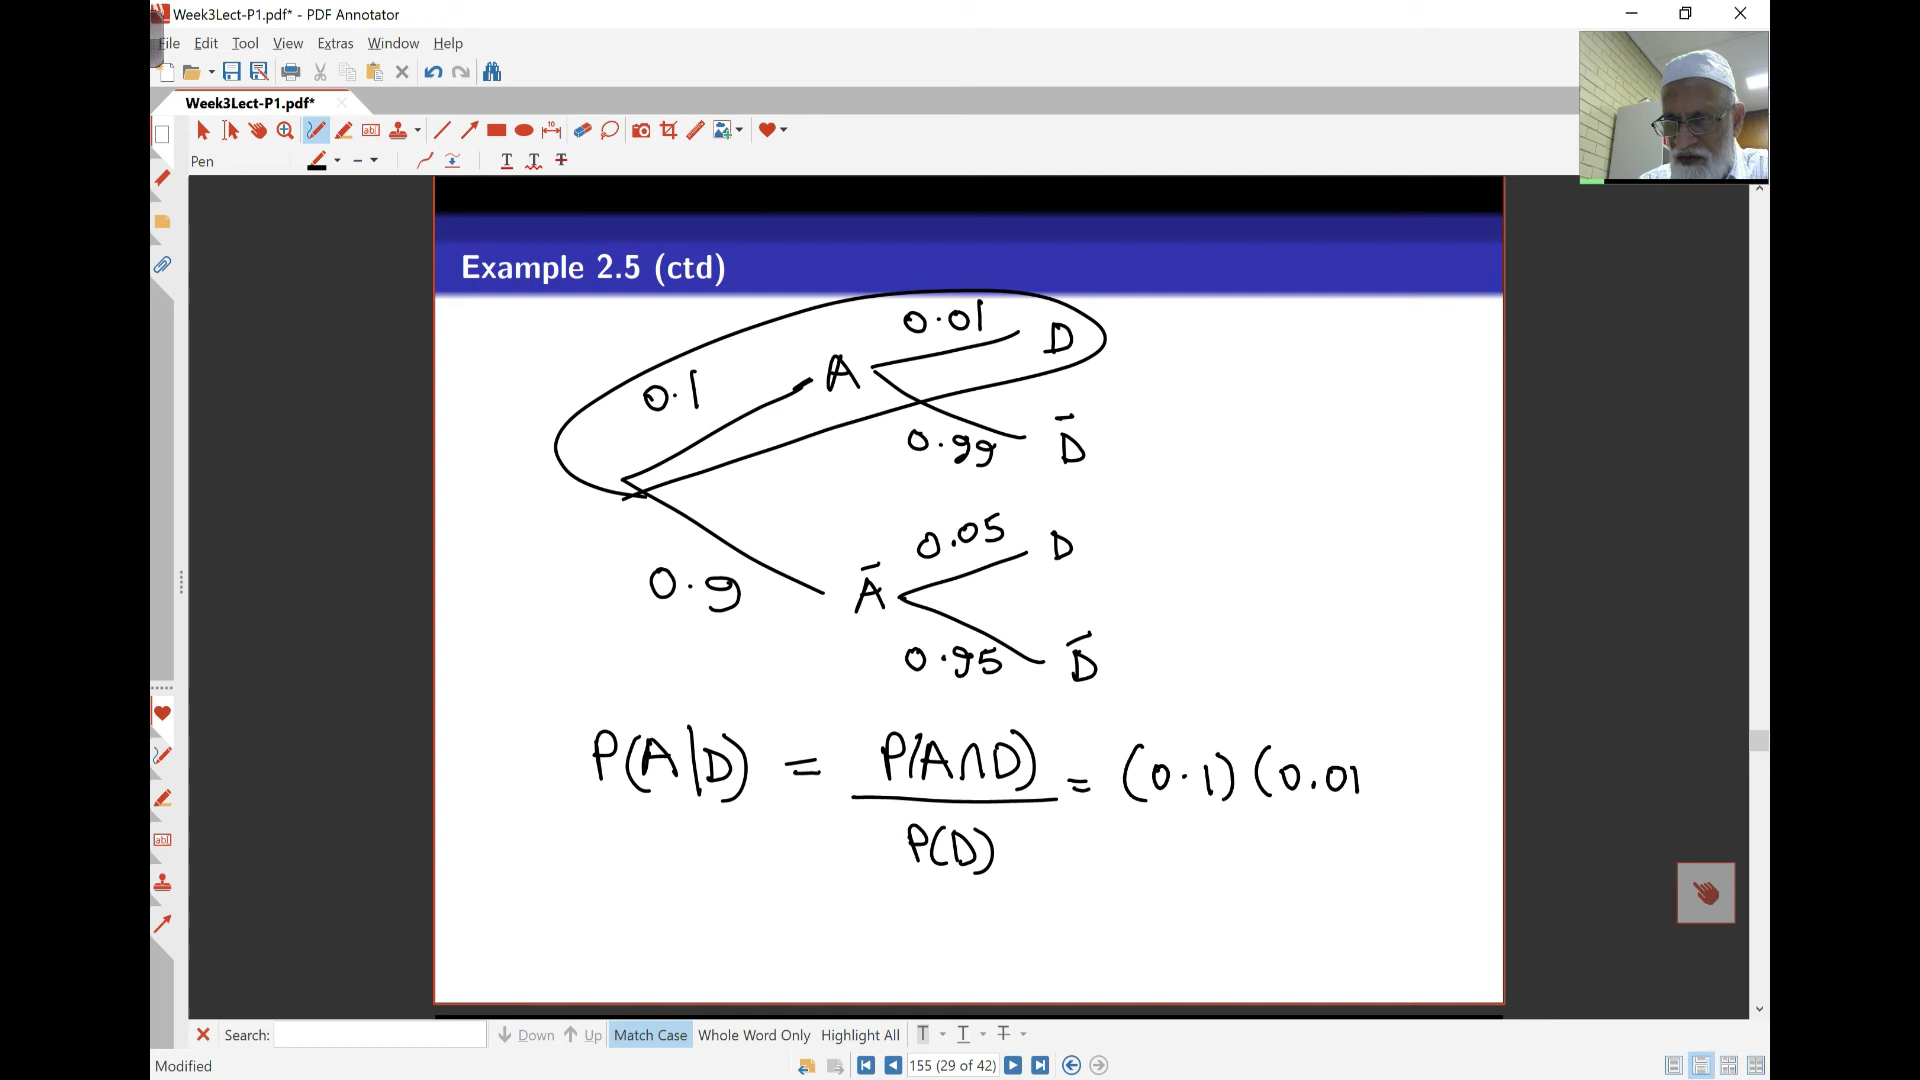 Week3Lect-P1.pdf* - PDF Annotator
File Edit Tool View Extras Window Help
Week3Lect-P1.pdf*
Pen
Example 2.5 (ctd)
0.01 D
0.1 A
0.99 D̄
0.05 D
0.9 Ā
0.95 D̄
P(A|D) = P(A∩D) = (0.1) (0.01
P(D)
Search: Down Up Match Case Whole Word Only Highlight All T T T
Modified 155 (29 of 42)